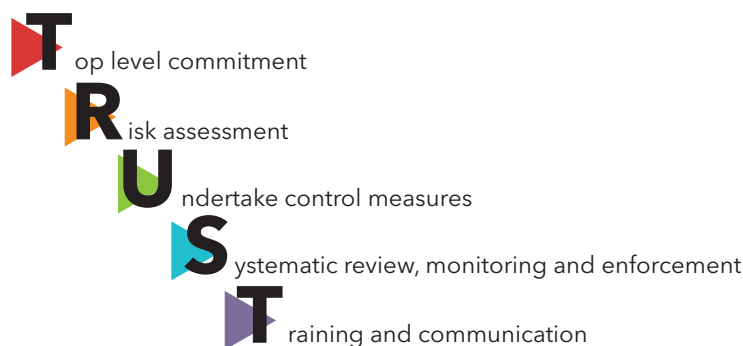 Top level commitment
Risk assessment
Undertake control measures
Systematic review, monitoring and enforcement
Training and communication